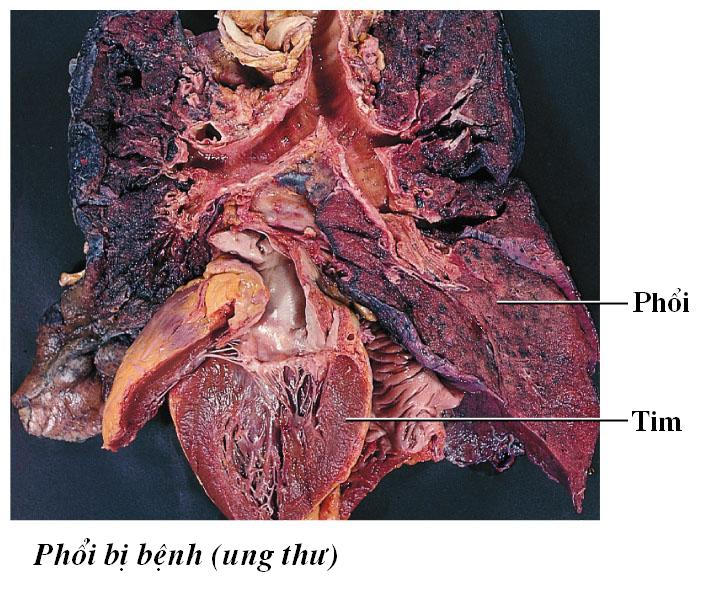 Phổi
Tim
Phổi bị bệnh (ung thư)